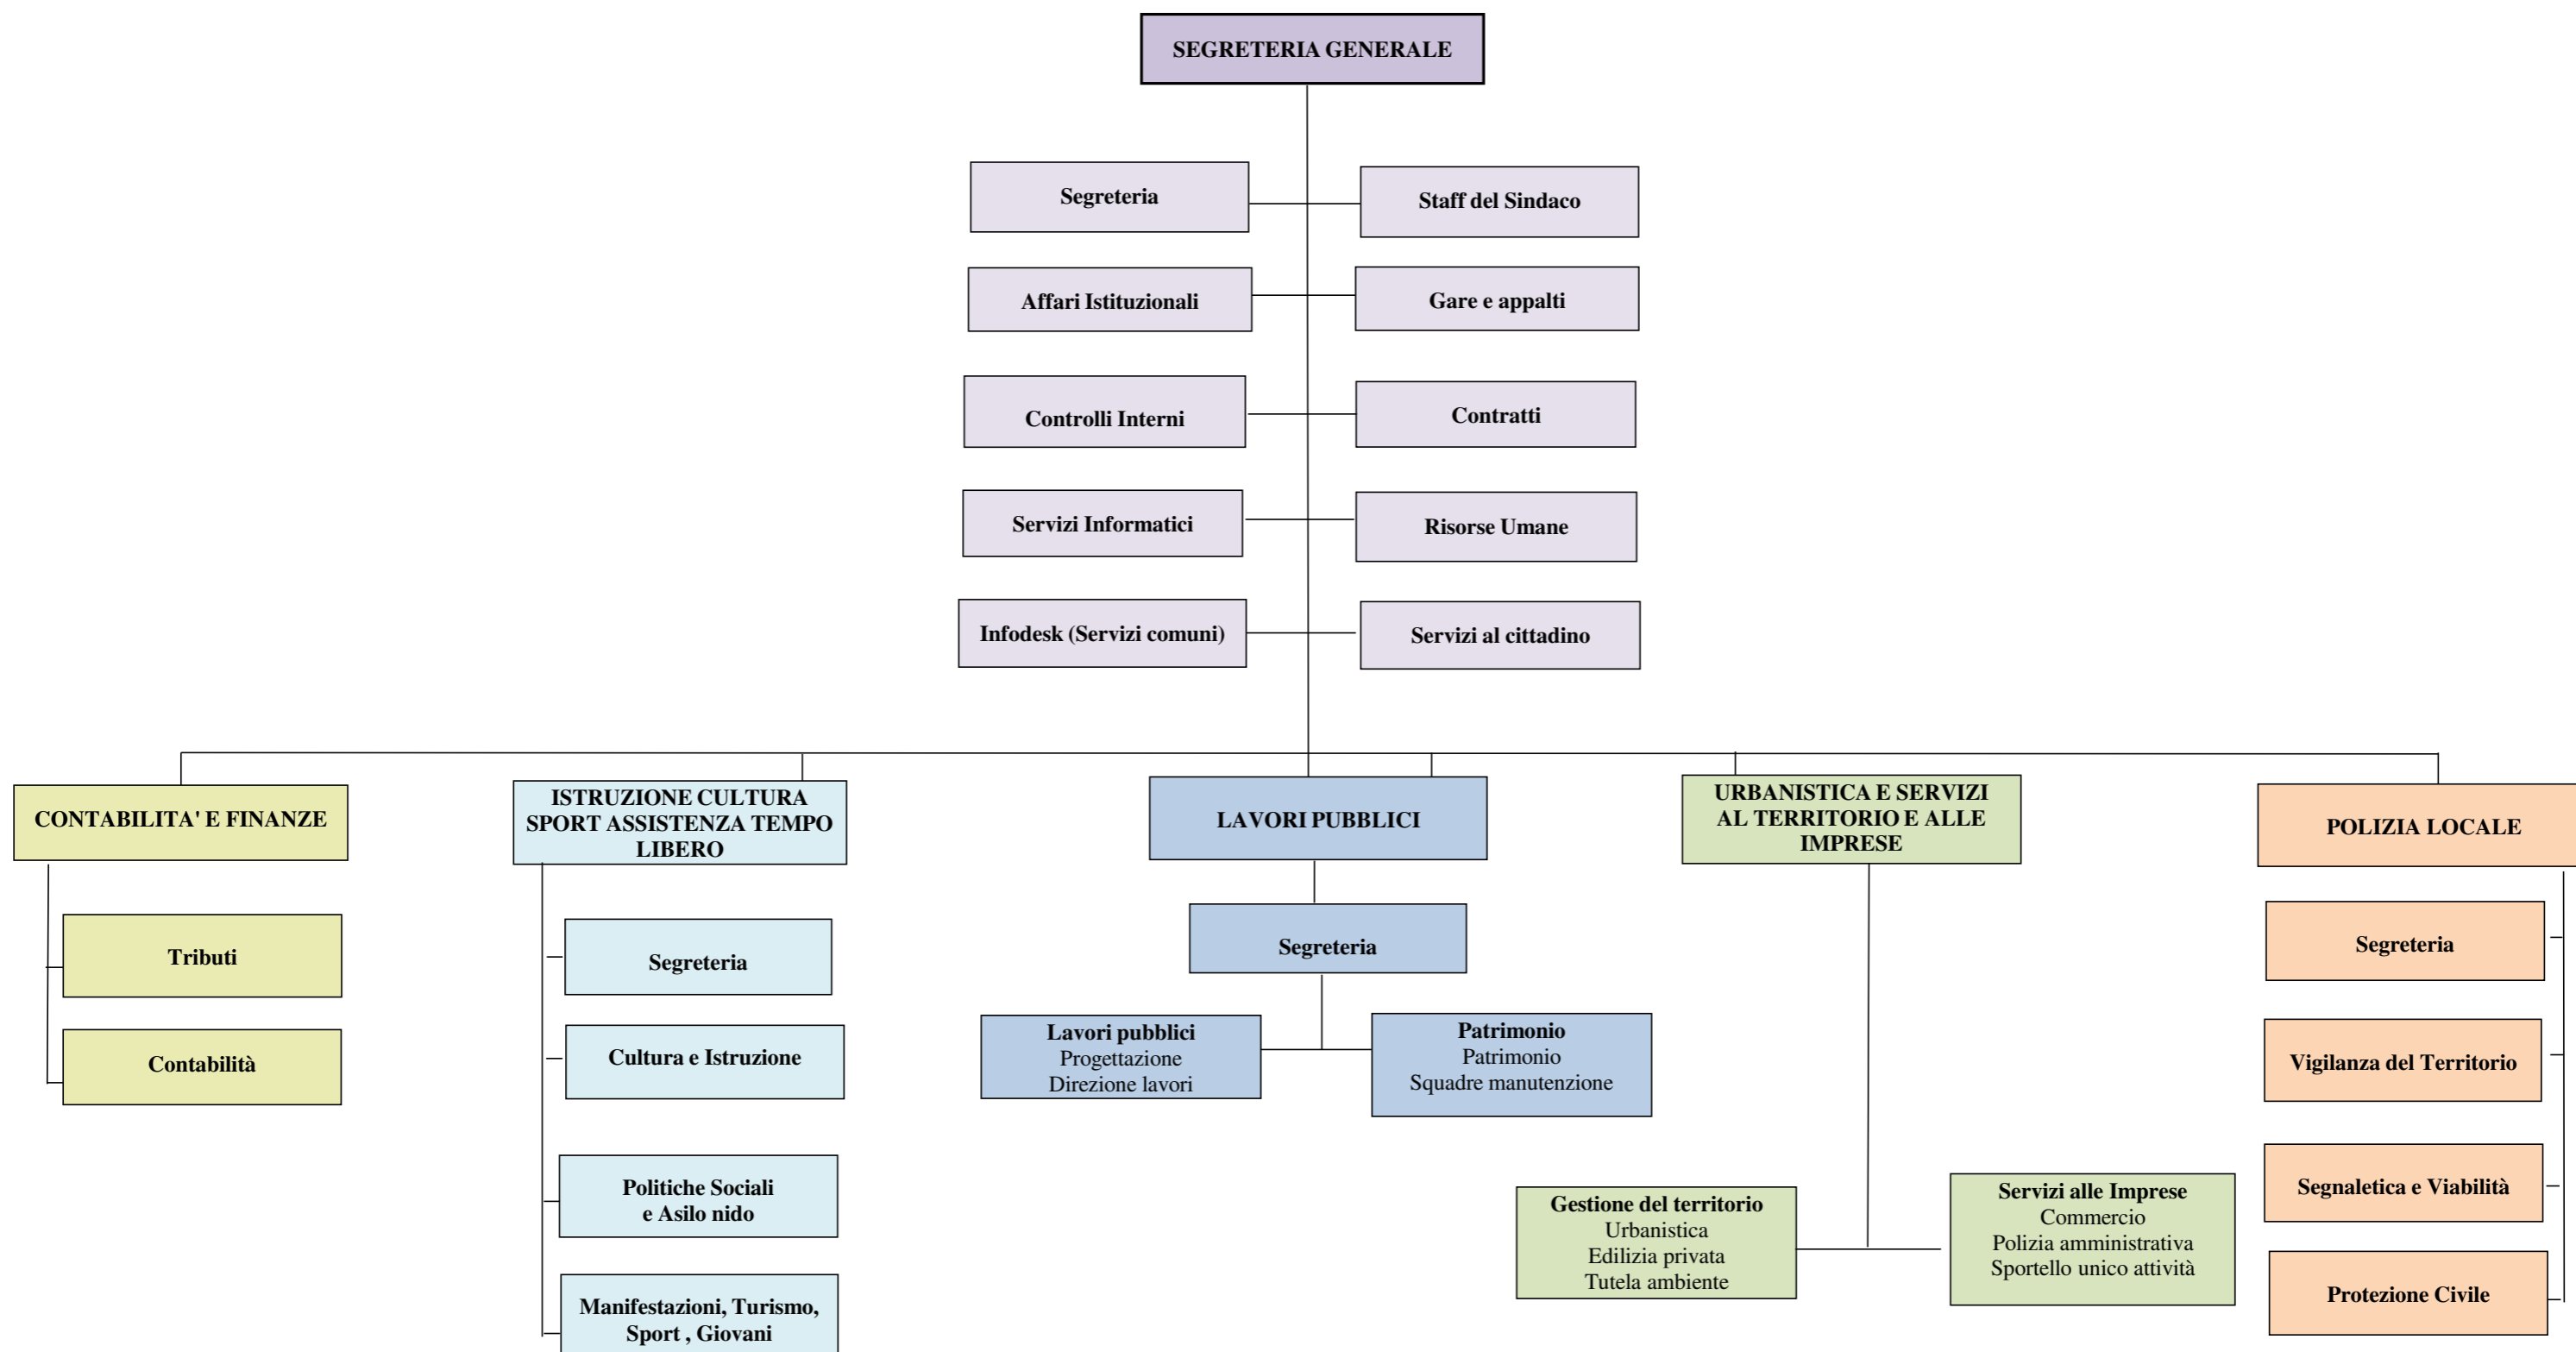 SEGRETERIA GENERALE
Segreteria
Staff del Sindaco
Affari Istituzionali
Gare e appalti
Controlli Interni
Contratti
Servizi Informatici
Risorse Umane
Infodesk (Servizi comuni)
Servizi al cittadino
CONTABILITA' E FINANZE
Tributi
Contabilità
ISTRUZIONE CULTURA
SPORT ASSISTENZA TEMPO
LIBERO
Segreteria
Cultura e Istruzione
Politiche Sociali
e Asilo nido
Manifestazioni, Turismo,
Sport , Giovani
LAVORI PUBBLICI
Segreteria
Lavori pubblici
Progettazione
Direzione lavori
Patrimonio
Patrimonio
Squadre manutenzione
URBANISTICA E SERVIZI
AL TERRITORIO E ALLE
IMPRESE
Gestione del territorio
Urbanistica
Edilizia privata
Tutela ambiente
Servizi alle Imprese
Commercio
Polizia amministrativa
Sportello unico attività
POLIZIA LOCALE
Segreteria
Vigilanza del Territorio
Segnaletica e Viabilità
Protezione Civile